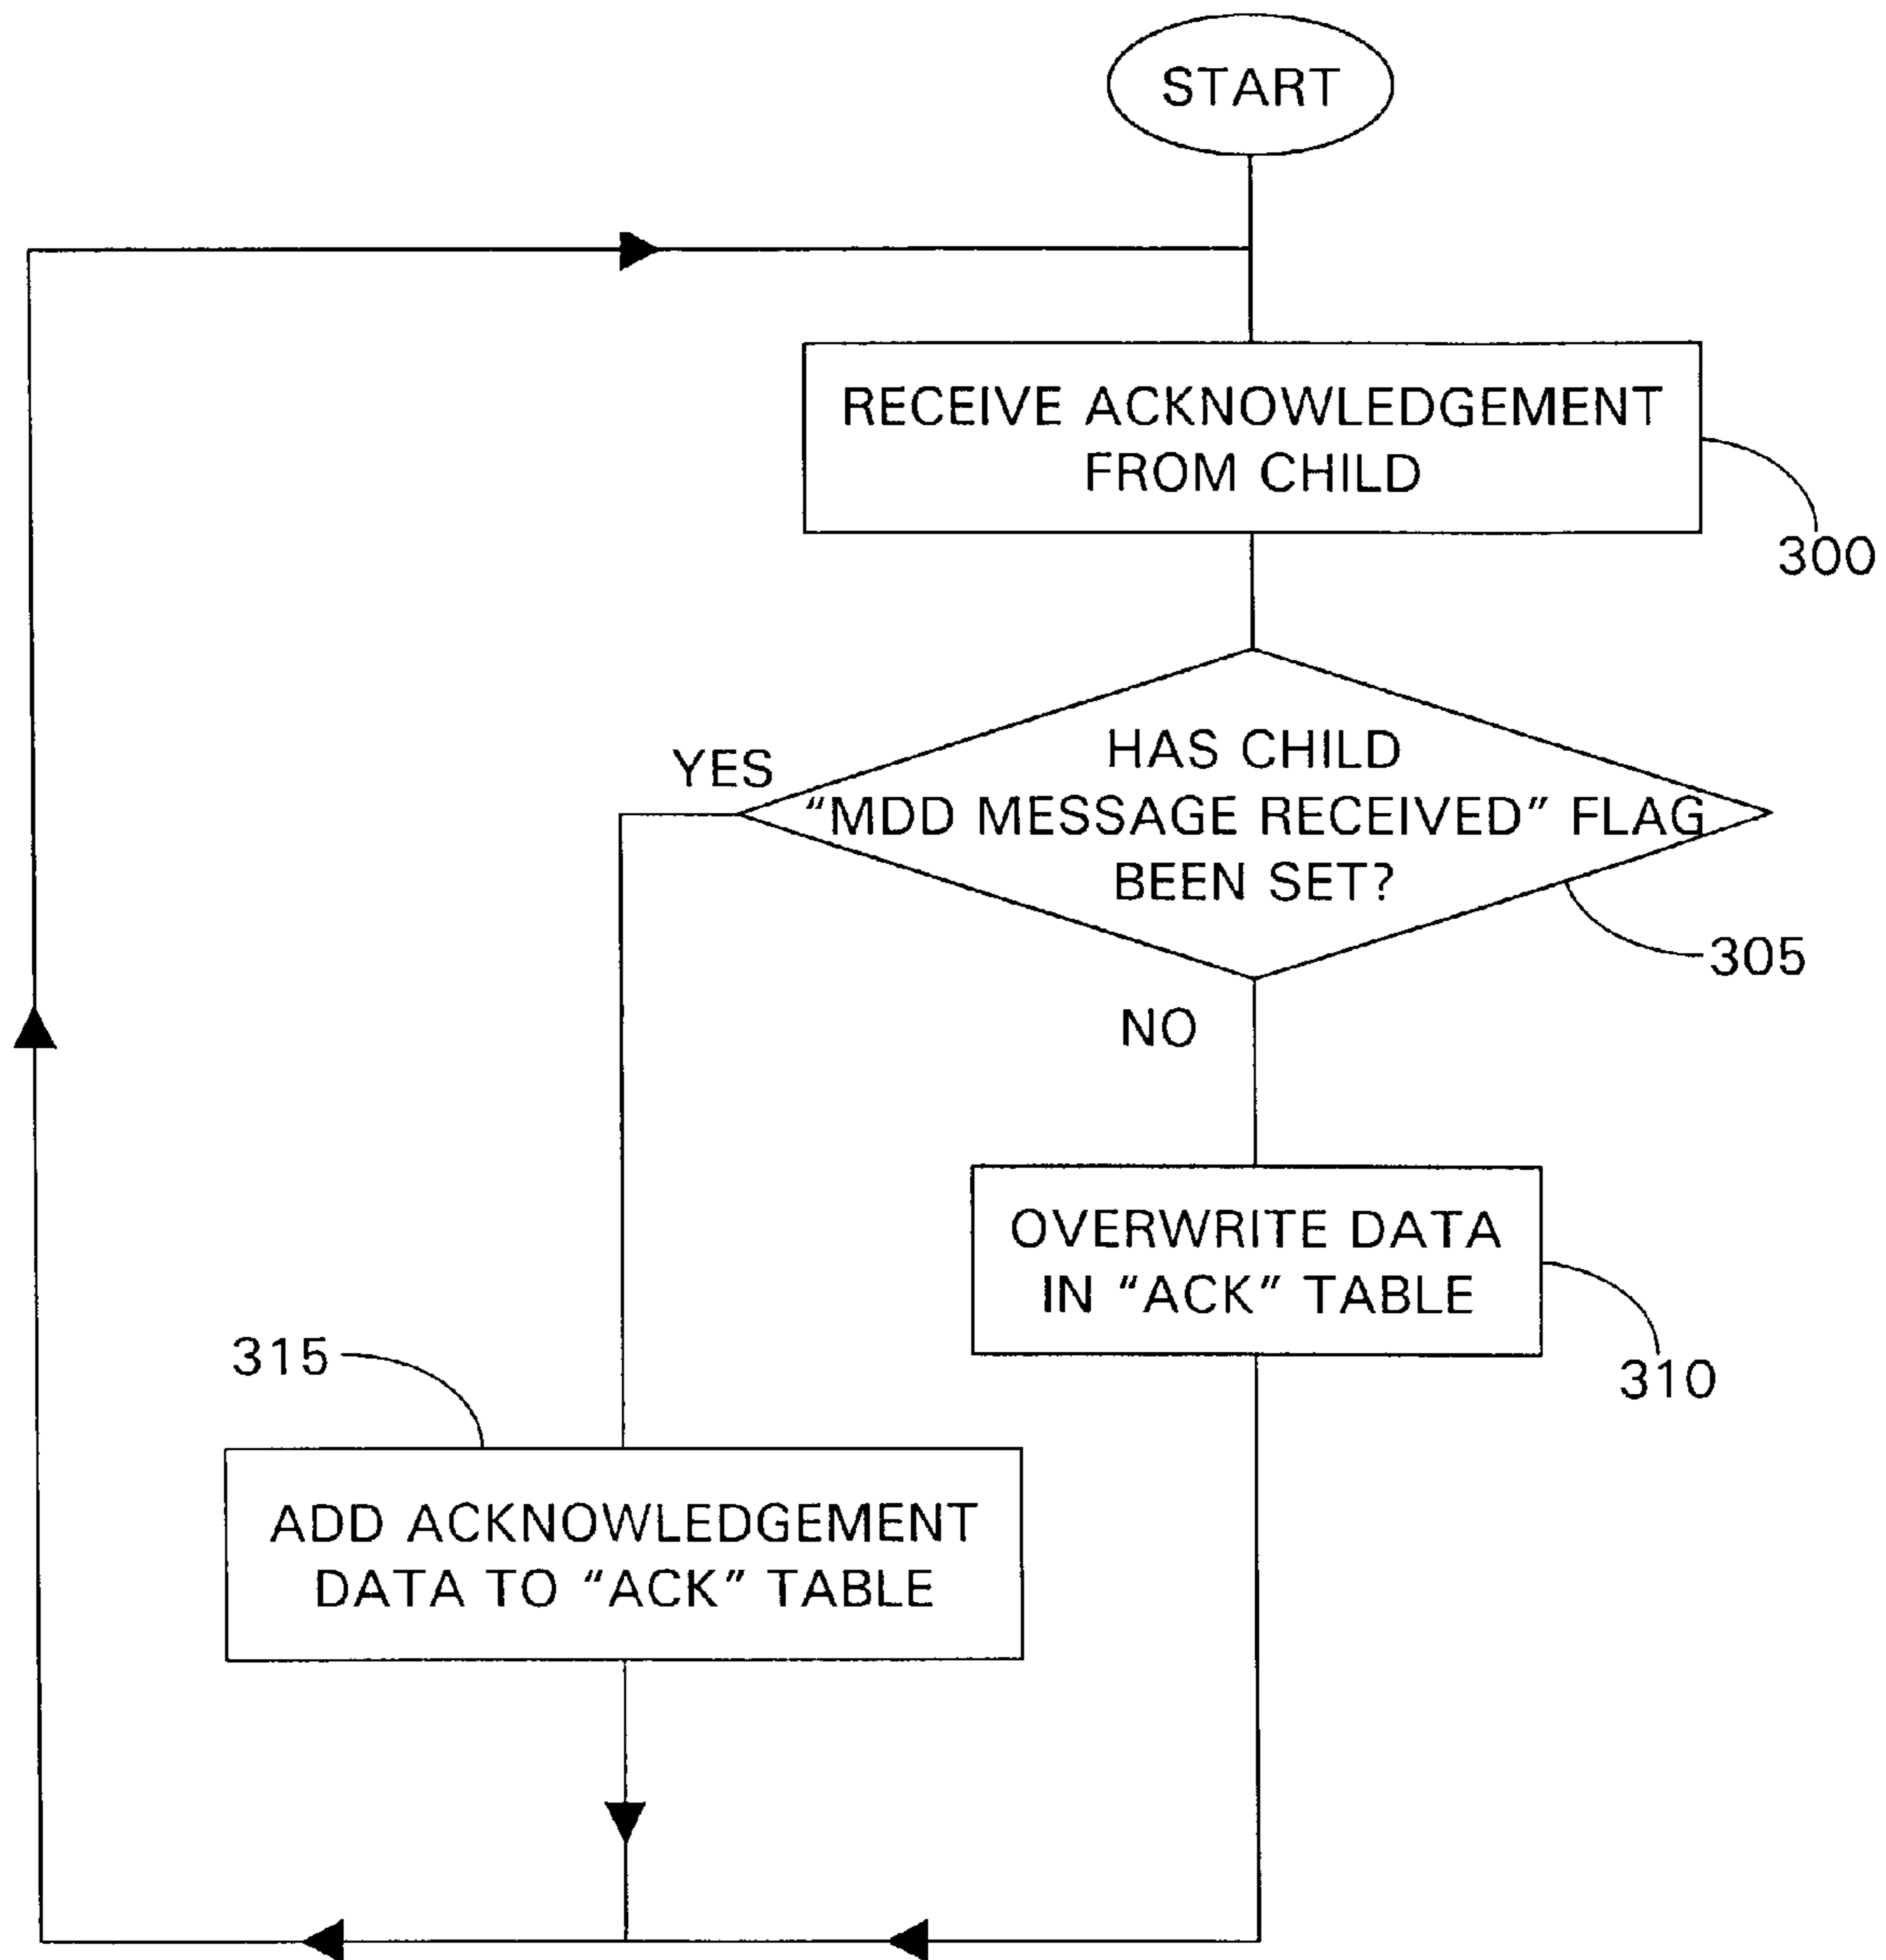 START
RECEIVE ACKNOWLEDGEMENT
FROM CHILD
300
HAS CHILD
"MDD MESSAGE RECEIVED" FLAG
BEEN SET?
YES
305
NO
OVERWRITE DATA
IN "ACK" TABLE
310
315
ADD ACKNOWLEDGEMENT
DATA TO "ACK" TABLE